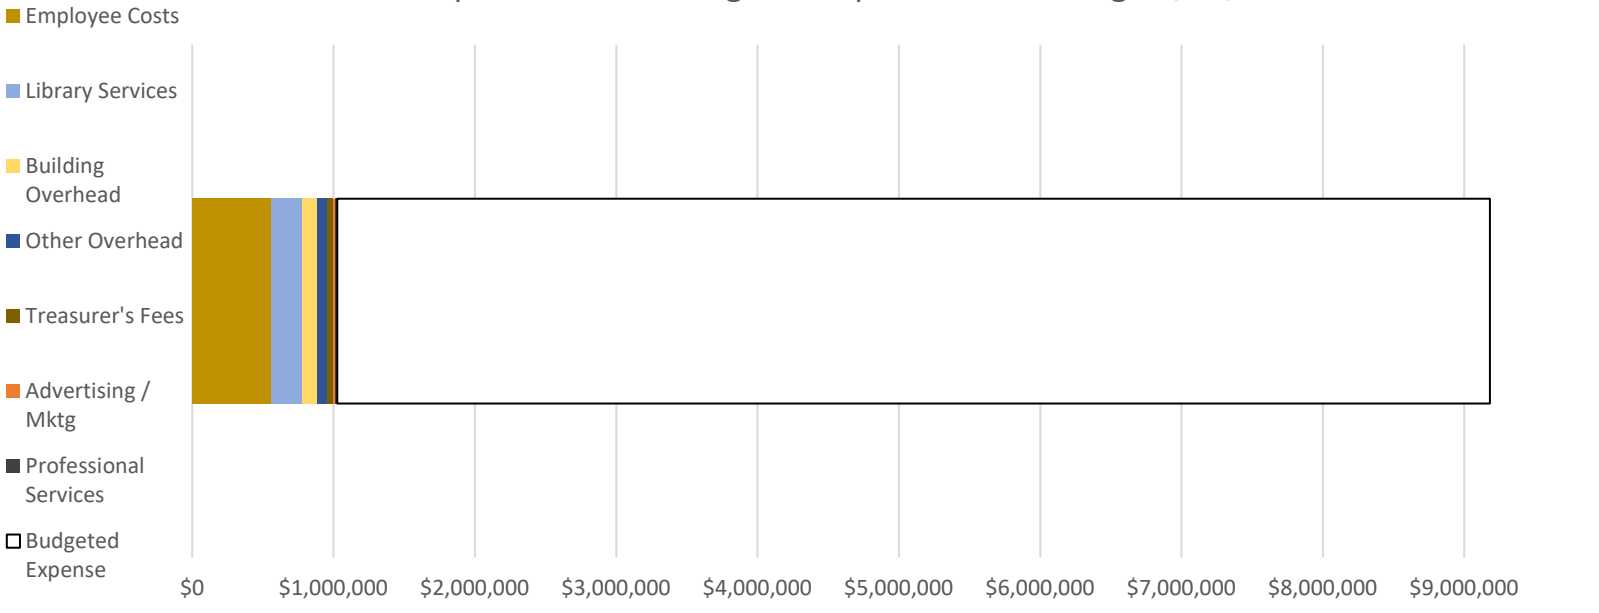 Employee Costs
Library Services
Building
Overhead
Other Overhead
Treasurer's Fees
Advertising /
Mktg
Professional
Services
Budgeted
Expense
$0 $1,000,000 $2,000,000 $3,000,000 $4,000,000 $5,000,000 $6,000,000 $7,000,000 $8,000,000 $9,000,000